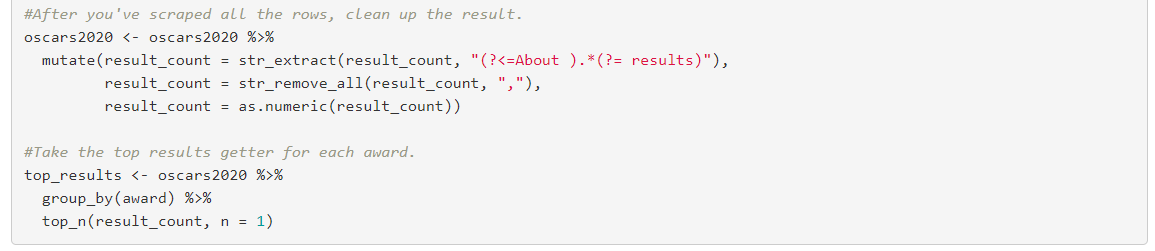 #After you've scraped all the rows, clean up the result.
oscars2020 <- oscars2020 %>%
  mutate(result_count = str_extract(result_count, "(?<=About ).*(?= results)"),
         result_count = str_remove_all(result_count, ","),
         result_count = as.numeric(result_count))
#Take the top results getter for each award.
top_results <- oscars2020 %>%
  group_by(award) %>%
  top_n(result_count, n = 1)